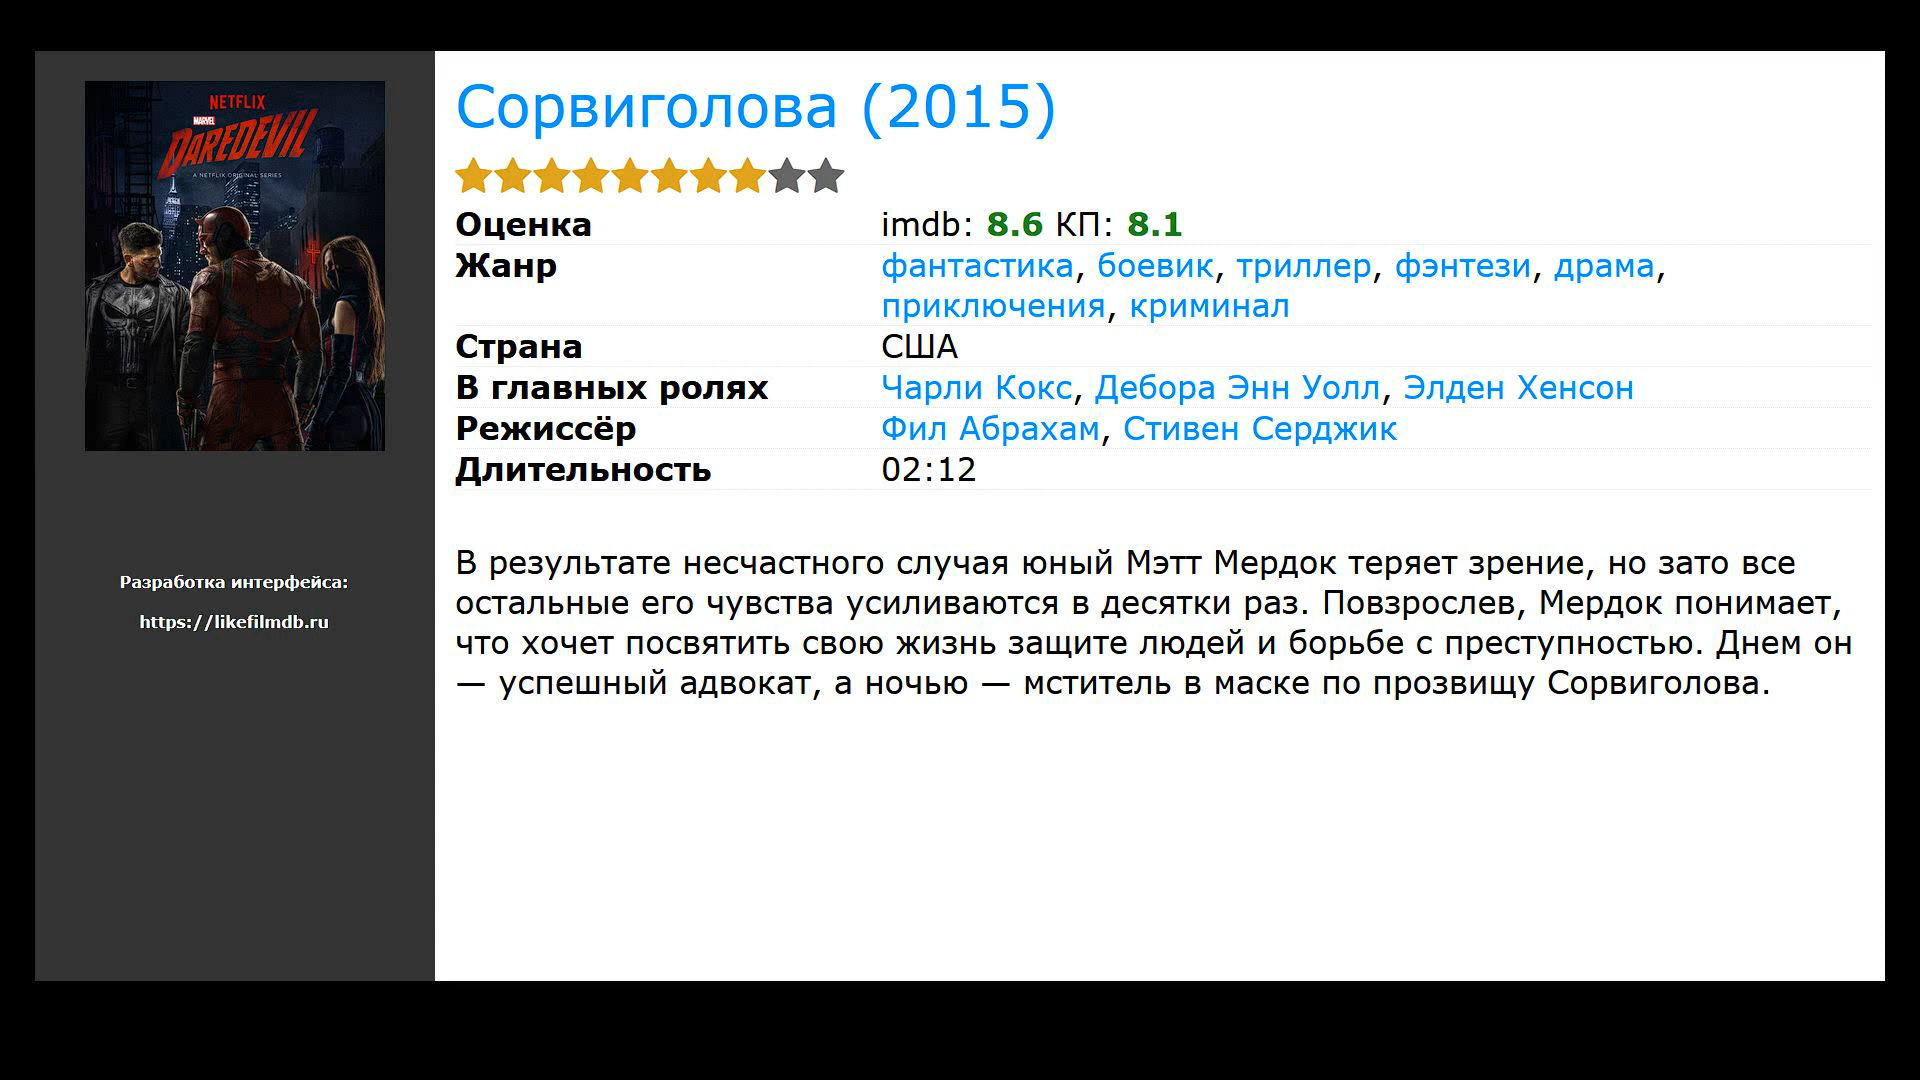 NETFLIX
MARVEL
DAREDEVIL
A NETFLIX ORIGINAL SERIES
Разработка интерфейса:
https://likefilmdb.ru
Сорвиголова (2015)
Оценка imdb: 8.6 КП: 8.1
Жанр фантастика, боевик, триллер, фэнтези, драма,
приключения, криминал
Страна США
В главных ролях Чарли Кокс, Дебора Энн Уолл, Элден Хенсон
Режиссёр Фил Абрахам, Стивен Серджик
Длительность 02:12
В результате несчастного случая юный Мэтт Мердок теряет зрение, но зато все
остальные его чувства усиливаются в десятки раз. Повзрослев, Мердок понимает,
что хочет посвятить свою жизнь защите людей и борьбе с преступностью. Днем он
— успешный адвокат, а ночью — мститель в маске по прозвищу Сорвиголова.